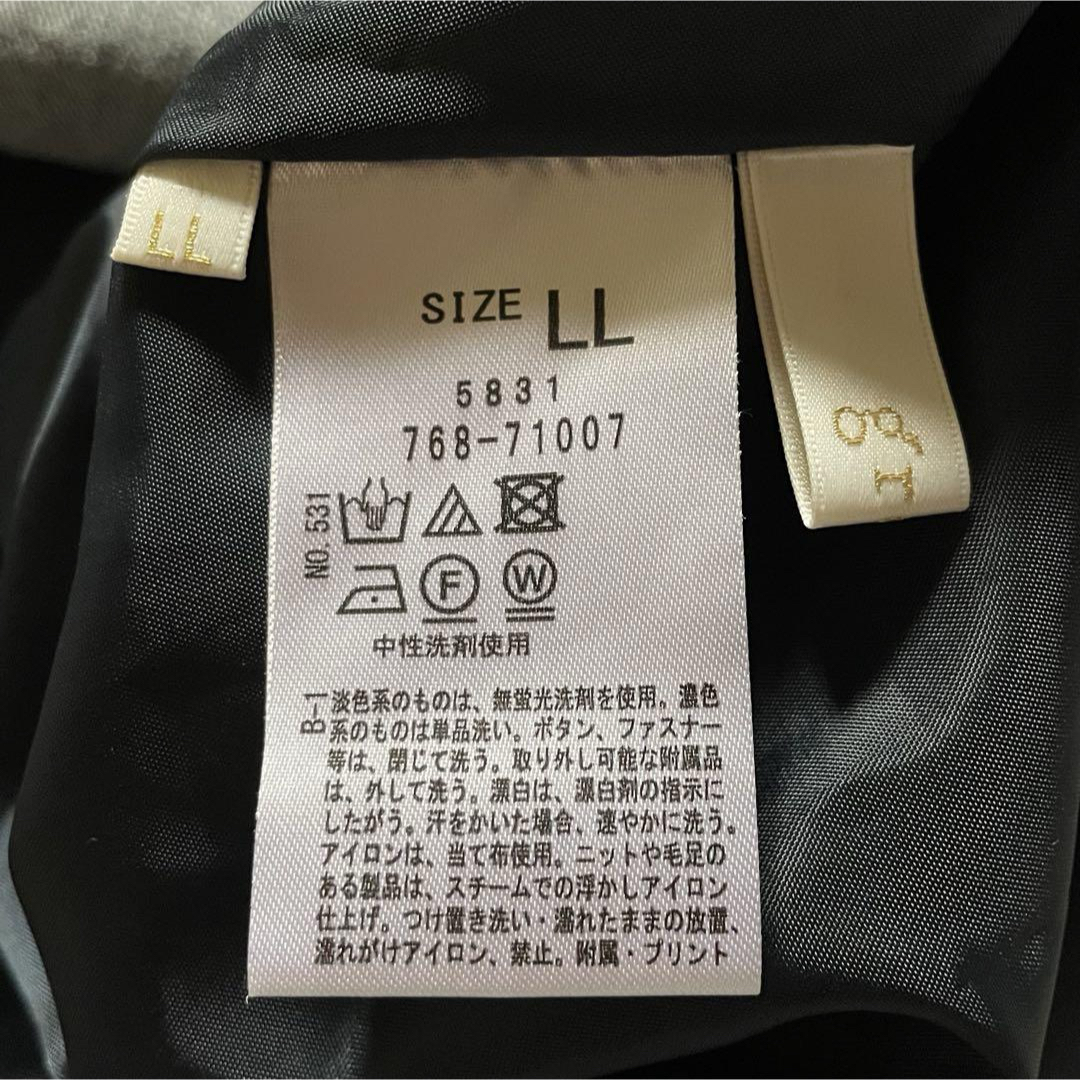 LL
SIZE LL
5831
768-71007
NO.531
F W
中性洗剤使用
B-1
淡色系のものは、無蛍光洗剤を使用。濃色
系のものは単品洗い。ボタン、ファスナー
等は、閉じて洗う。取り外し可能な附属品
は、外して洗う。漂白は、漂白剤の指示に
したがう。汗をかいた場合、速やかに洗う。
アイロンは、当て布使用。ニットや毛足の
ある製品は、スチームでの浮かしアイロン
仕上げ。つけ置き洗い・濡れたままの放置、
濡れがけアイロン、禁止。附属・プリント
gr